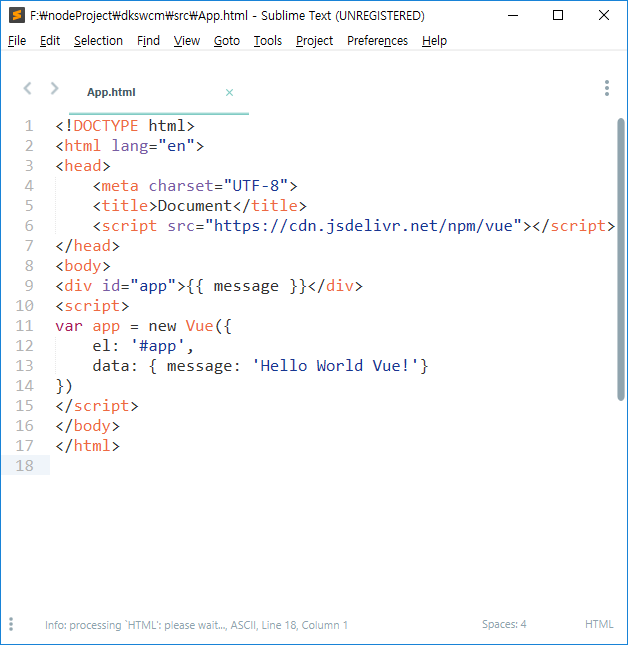 F:₩nodeProject₩dkswcm₩src₩App.html - Sublime Text (UNREGISTERED)
File Edit Selection Find View Goto Tools Project Preferences Help
App.html
1 <!DOCTYPE html>
2 <html lang="en">
3 <head>
4     <meta charset="UTF-8">
5     <title>Document</title>
6     <script src="https://cdn.jsdelivr.net/npm/vue"></script>
7 </head>
8 <body>
9 <div id="app">{{ message }}</div>
10 <script>
11 var app = new Vue({
12     el: '#app',
13     data: { message: 'Hello World Vue!'}
14 })
15 </script>
16 </body>
17 </html>
18
Info: processing `HTML': please wait..., ASCII, Line 18, Column 1 Spaces: 4 HTML